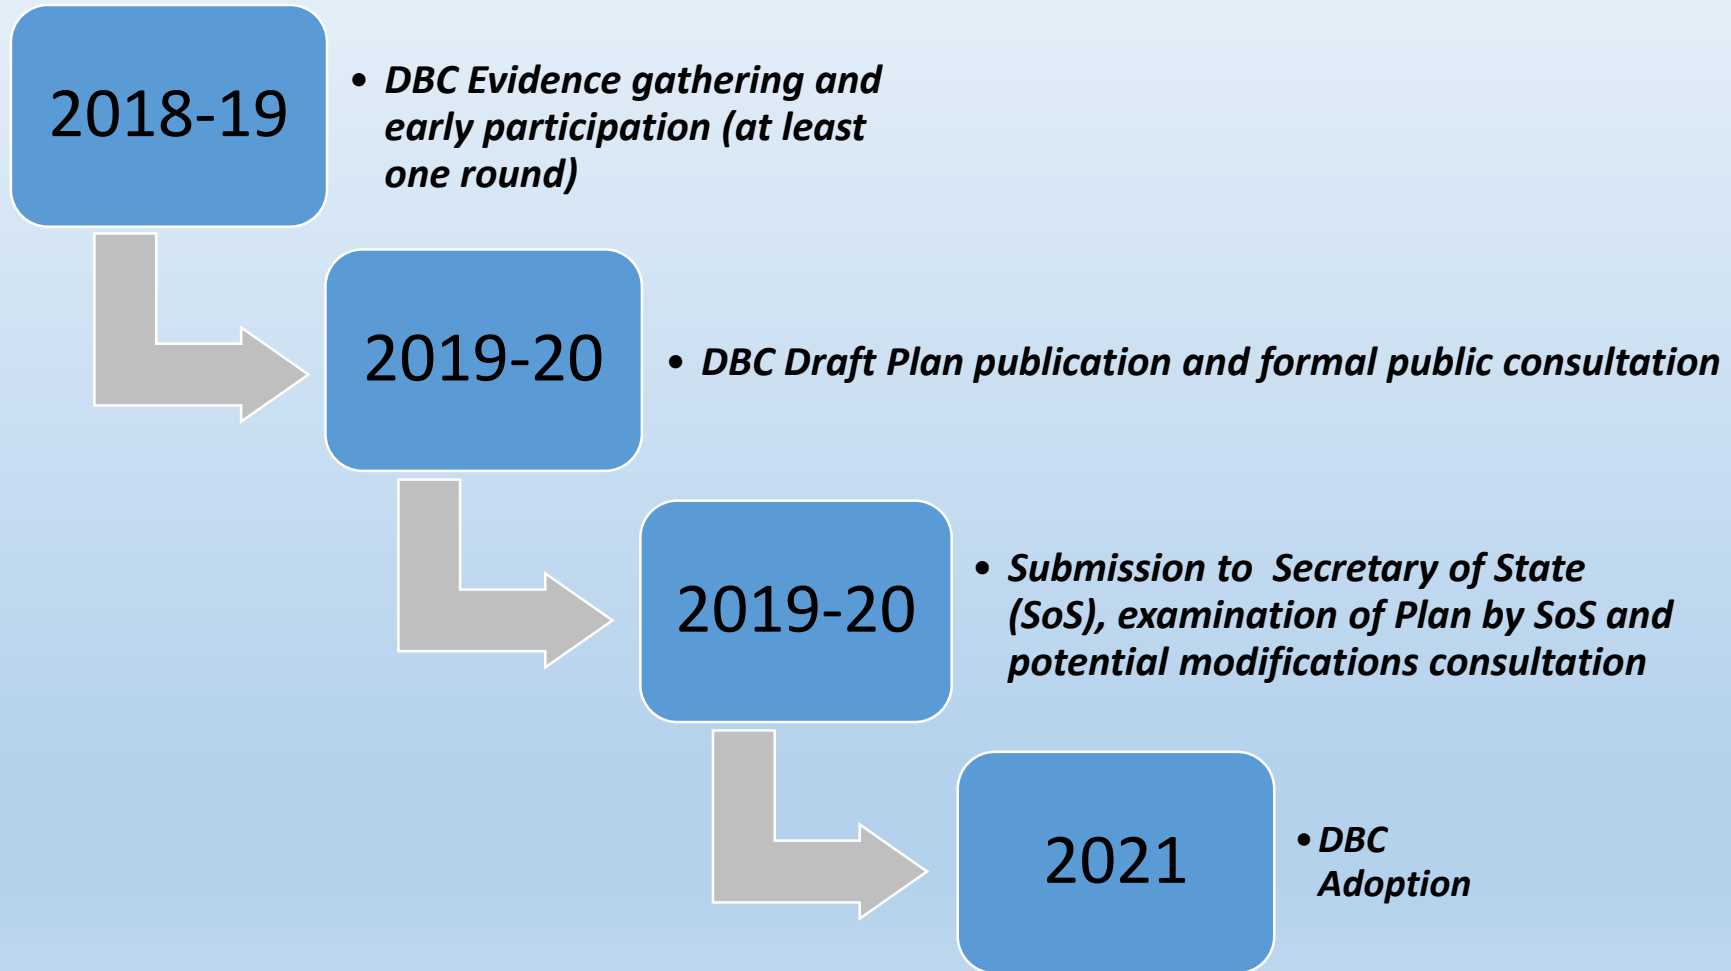 2018-19
• DBC Evidence gathering and
early participation (at least
one round)
2019-20
• DBC Draft Plan publication and formal public consultation
2019-20
• Submission to  Secretary of State
(SoS), examination of Plan by SoS and
potential modifications consultation
2021
• DBC
Adoption